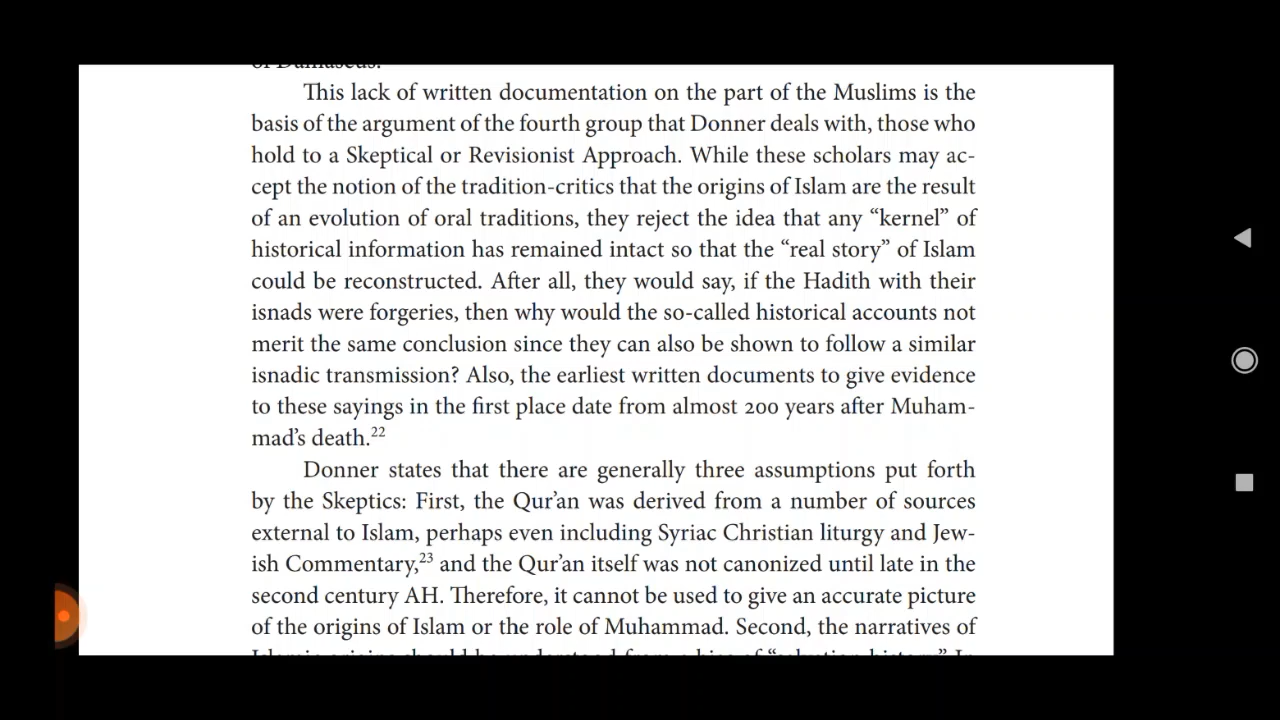 of Damascus.
This lack of written documentation on the part of the Muslims is the
basis of the argument of the fourth group that Donner deals with, those who
hold to a Skeptical or Revisionist Approach. While these scholars may ac-
cept the notion of the tradition-critics that the origins of Islam are the result
of an evolution of oral traditions, they reject the idea that any “kernel” of
historical information has remained intact so that the “real story” of Islam
could be reconstructed. After all, they would say, if the Hadith with their
isnads were forgeries, then why would the so-called historical accounts not
merit the same conclusion since they can also be shown to follow a similar
isnadic transmission? Also, the earliest written documents to give evidence
to these sayings in the first place date from almost 200 years after Muham-
mad’s death.22
Donner states that there are generally three assumptions put forth
by the Skeptics: First, the Qur’an was derived from a number of sources
external to Islam, perhaps even including Syriac Christian liturgy and Jew-
ish Commentary,23 and the Qur’an itself was not canonized until late in the
second century AH. Therefore, it cannot be used to give an accurate picture
of the origins of Islam or the role of Muhammad. Second, the narratives of